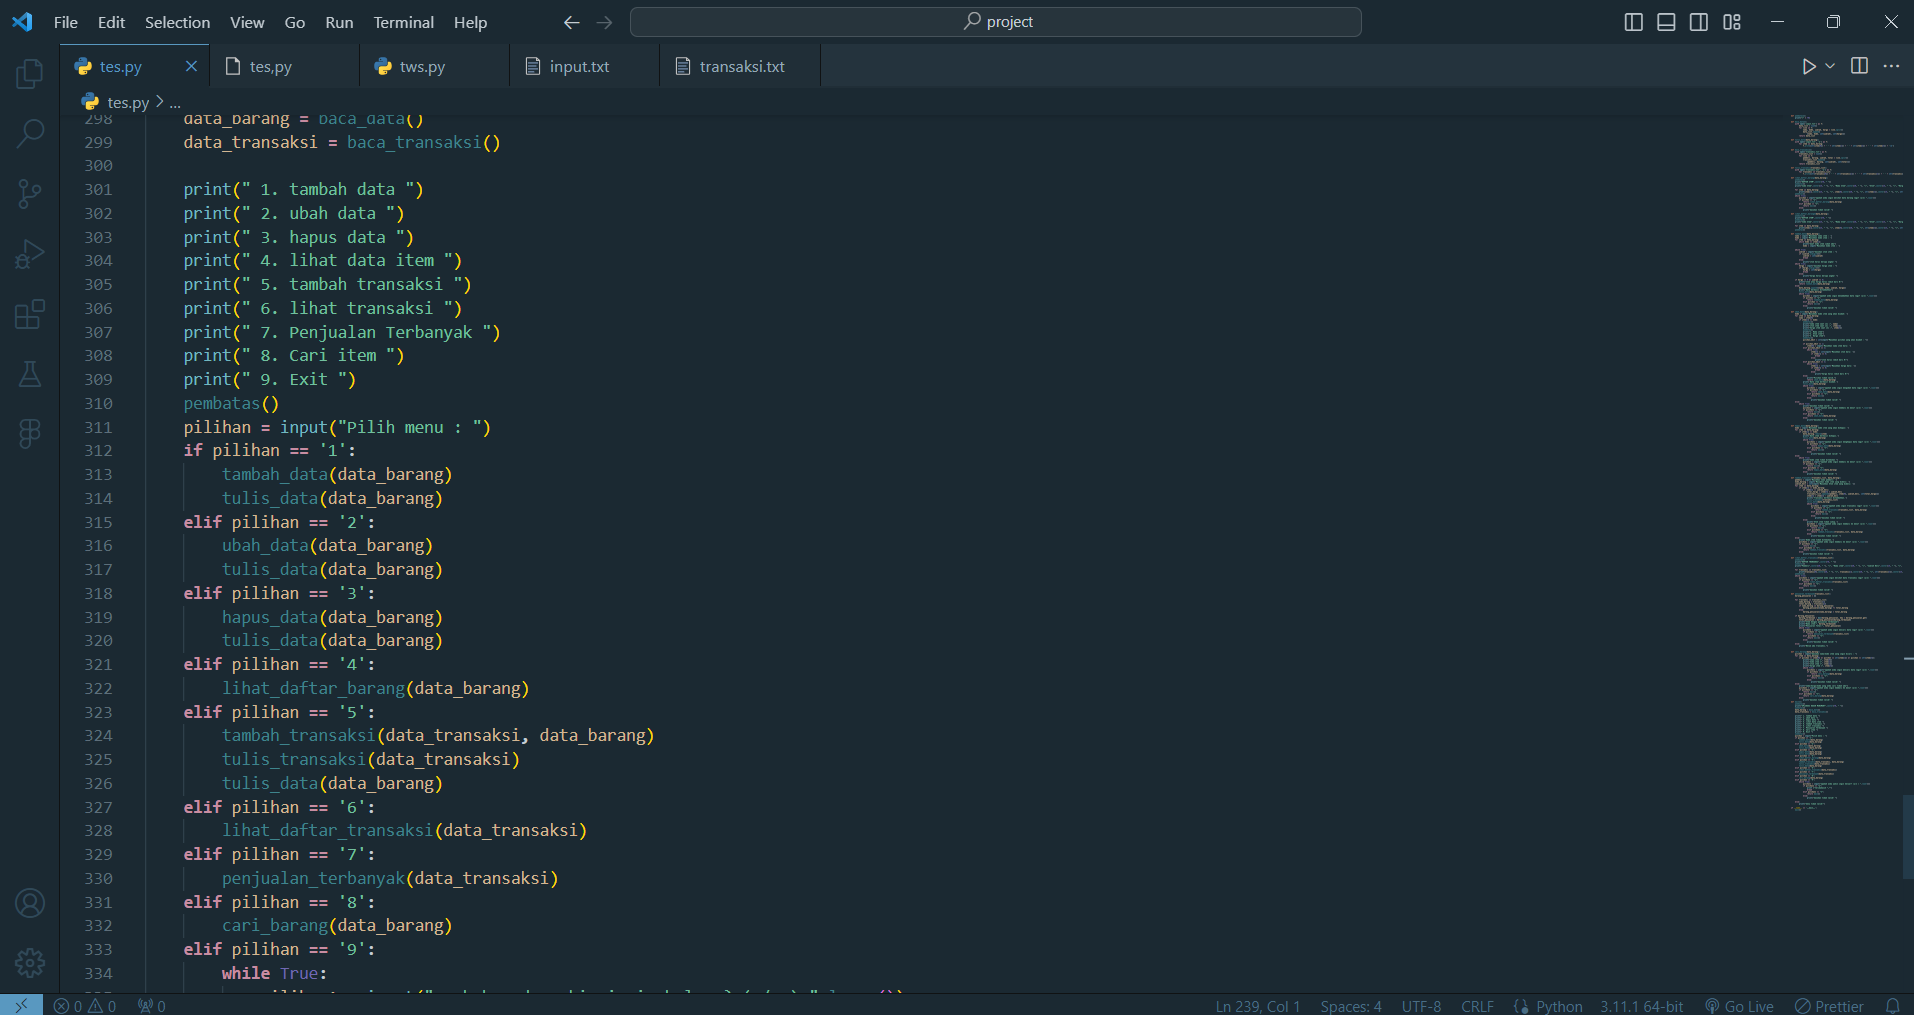 File Edit Selection View Go Run Terminal Help
project
tes.py
tes,py
tws.py
input.txt
transaksi.txt
tes.py > ...
298 data_barang = baca_data()
299 data_transaksi = baca_transaksi()
300
301 print(" 1. tambah data ")
302 print(" 2. ubah data ")
303 print(" 3. hapus data ")
304 print(" 4. lihat data item ")
305 print(" 5. tambah transaksi ")
306 print(" 6. lihat transaksi ")
307 print(" 7. Penjualan Terbanyak ")
308 print(" 8. Cari item ")
309 print(" 9. Exit ")
310 pembatas()
311 pilihan = input("Pilih menu : ")
312 if pilihan == '1':
313 tambah_data(data_barang)
314 tulis_data(data_barang)
315 elif pilihan == '2':
316 ubah_data(data_barang)
317 tulis_data(data_barang)
318 elif pilihan == '3':
319 hapus_data(data_barang)
320 tulis_data(data_barang)
321 elif pilihan == '4':
322 lihat_daftar_barang(data_barang)
323 elif pilihan == '5':
324 tambah_transaksi(data_transaksi, data_barang)
325 tulis_transaksi(data_transaksi)
326 tulis_data(data_barang)
327 elif pilihan == '6':
328 lihat_daftar_transaksi(data_transaksi)
329 elif pilihan == '7':
330 penjualan_terbanyak(data_transaksi)
331 elif pilihan == '8':
332 cari_barang(data_barang)
333 elif pilihan == '9':
334 while True:
0 0 0
Ln 239, Col 1 Spaces: 4 UTF-8 CRLF Python 3.11.1 64-bit Go Live Prettier